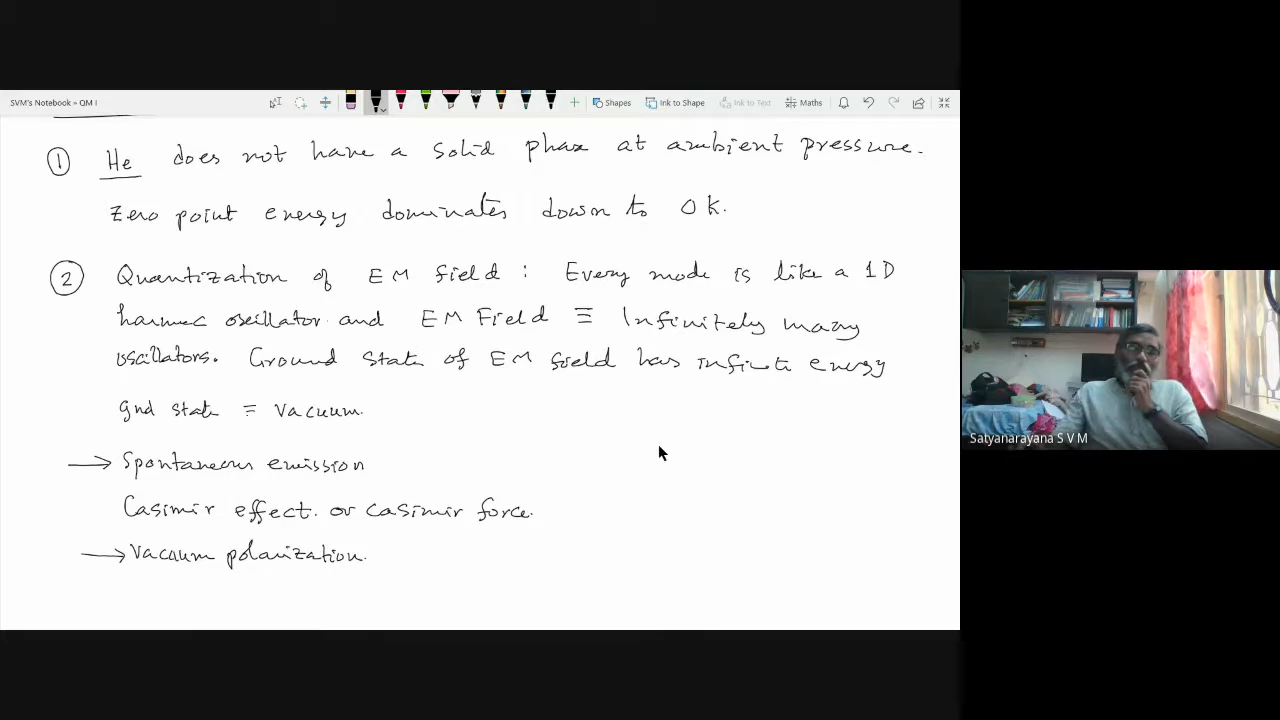 SVM's Notebook » QM I
Shapes
Ink to Shape
Ink to Text
Maths
① He does not have a solid phase at ambient pressure.
Zero point energy dominates down to 0 K.
② Quantization of EM field : Every mode is like a 1D
harmec oscillator and EM Field ≡ Infinitely many
oscillators. Ground state of EM field has infinite energy
gnd state ≡ vacuum.
→ Spontaneous emission
Casimir effect. or casimir force.
→ Vacuum polarization.
Satyanarayana S V M